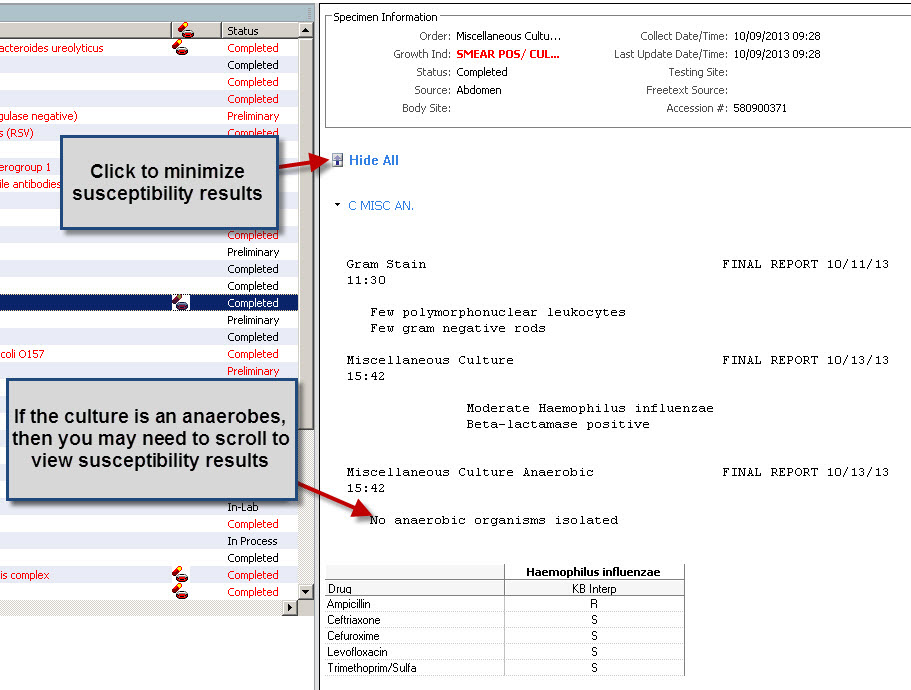 Status
acteroides ureolyticus Completed
Completed
Completed
Completed
gulase negative) Preliminary
s (RSV) Completed
erogroup 1
ile antibodies
Click to minimize
susceptibility results
Completed
Preliminary
Completed
Completed
Completed
Preliminary
Completed
coli O157 Completed
Preliminary
If the culture is an anaerobes,
then you may need to scroll to
view susceptibility results
In-Lab
Completed
In Process
Completed
is complex Completed
Completed
Specimen Information
Order: Miscellaneous Cultu... Collect Date/Time: 10/09/2013 09:28
Growth Ind: SMEAR POS/ CUL... Last Update Date/Time: 10/09/2013 09:28
Status: Completed Testing Site:
Source: Abdomen Freetext Source:
Body Site: Accession #: 580900371
Hide All
C MISC AN.
Gram Stain FINAL REPORT 10/11/13
11:30
Few polymorphonuclear leukocytes
Few gram negative rods
Miscellaneous Culture FINAL REPORT 10/13/13
15:42
Moderate Haemophilus influenzae
Beta-lactamase positive
Miscellaneous Culture Anaerobic FINAL REPORT 10/13/13
15:42
No anaerobic organisms isolated
Haemophilus influenzae
Drug KB Interp
Ampicillin R
Ceftriaxone S
Cefuroxime S
Levofloxacin S
Trimethoprim/Sulfa S